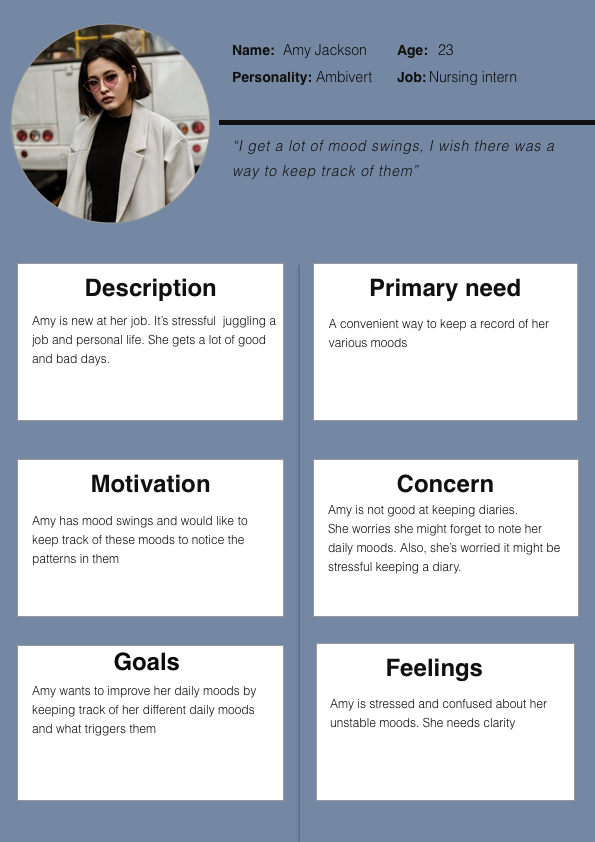 Name: Amy Jackson Age: 23
Personality: Ambivert Job: Nursing intern
“I get a lot of mood swings, I wish there was a
way to keep track of them”
Description
Amy is new at her job. It’s stressful juggling a
job and personal life. She gets a lot of good
and bad days.
Primary need
A convenient way to keep a record of her
various moods
Motivation
Amy has mood swings and would like to
keep track of these moods to notice the
patterns in them
Concern
Amy is not good at keeping diaries.
She worries she might forget to note her
daily moods. Also, she’s worried it might be
stressful keeping a diary.
Goals
Amy wants to improve her daily moods by
keeping track of her different daily moods
and what triggers them
Feelings
Amy is stressed and confused about her
unstable moods. She needs clarity